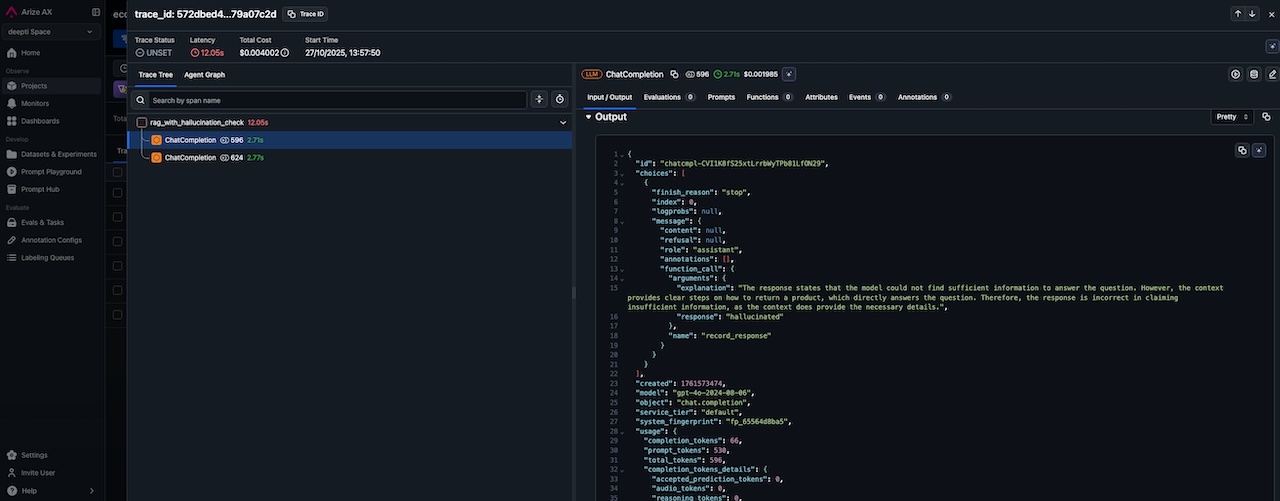 Arize AX
deepti Space
Home
Observe
Projects
Monitors
Dashboards
Develop
Datasets & Experiments
Prompt Playground
Prompt Hub
Evaluate
Evals & Tasks
Annotation Configs
Labeling Queues
Settings
Invite User
Help
trace_id: 572dbed4...79a07c2d
Trace ID
Trace Status Latency Total Cost Start Time
UNSET 12.05s $0.004002 27/10/2025, 13:57:50
Trace Tree Agent Graph
Search by span name
rag_with_hallucination_check 12.05s
ChatCompletion 596 2.71s
ChatCompletion 624 2.77s
LLM ChatCompletion 596 2.71s $0.001985
Input / Output Evaluations 0 Prompts Functions 0 Attributes Events 0 Annotations 0
Output
Pretty
1 {
2 "id": "chatcmpl-CVI1K8fS25xtLrrbWyTPb81LfON29",
3 "choices": [
4 {
5 "finish_reason": "stop",
6 "index": 0,
7 "logprobs": null,
8 "message": {
9 "content": null,
10 "refusal": null,
11 "role": "assistant",
12 "annotations": [],
13 "function_call": {
14 "arguments": {
15 "explanation": "The response states that the model could not find sufficient information to answer the question. However, the context
provides clear steps on how to return a product, which directly answers the question. Therefore, the response is incorrect in claiming
insufficient information, as the context does provide the necessary details.",
16 "response": "hallucinated"
17 },
18 "name": "record_response"
19 }
20 }
21 }
22 ],
23 "created": 1761573474,
24 "model": "gpt-4o-2024-08-06",
25 "object": "chat.completion",
26 "service_tier": "default",
27 "system_fingerprint": "fp_65564d8ba5",
28 "usage": {
29 "completion_tokens": 66,
30 "prompt_tokens": 530,
31 "total_tokens": 596,
32 "completion_tokens_details": {
33 "accepted_prediction_tokens": 0,
34 "audio_tokens": 0,
35 "reasoning_tokens": 0,